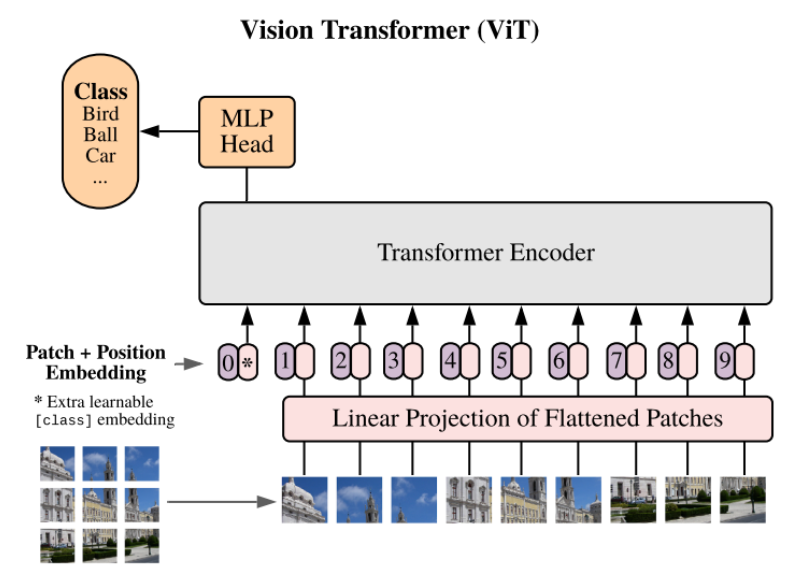 Vision Transformer (ViT)
Class
Bird
Ball
Car
...
MLP
Head
Transformer Encoder
Patch + Position
Embedding
0 * 1 2 3 4 5 6 7 8 9
* Extra learnable
[class] embedding
Linear Projection of Flattened Patches